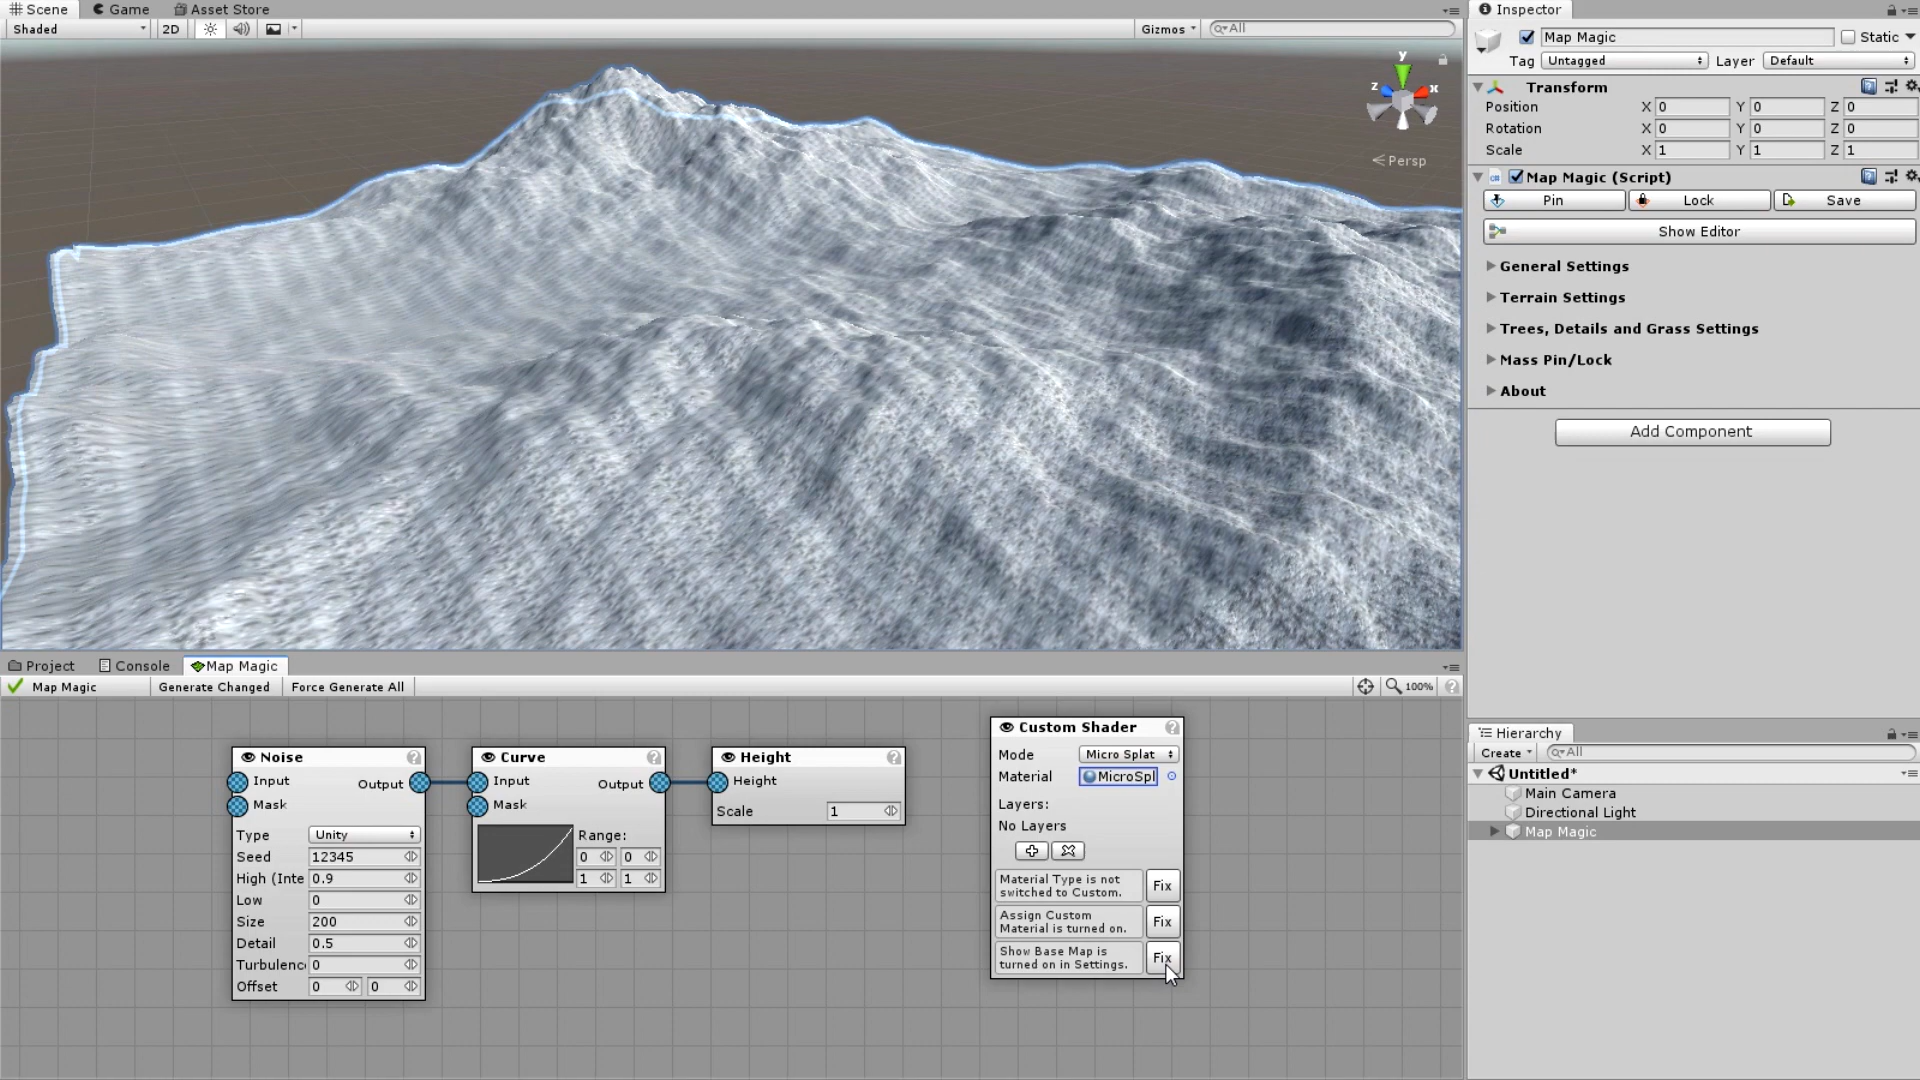 Scene Game Asset Store
Shaded 2D Gizmos All
y
z x
Persp
Inspector
Map Magic Static
Tag Untagged Layer Default
Transform
Position X 0 Y 0 Z 0
Rotation X 0 Y 0 Z 0
Scale X 1 Y 1 Z 1
Map Magic (Script)
Pin Lock Save
Show Editor
General Settings
Terrain Settings
Trees, Details and Grass Settings
Mass Pin/Lock
About
Add Component
Project Console Map Magic
Map Magic Generate Changed Force Generate All 100% ?
Noise ?
Input Output
Mask
Type Unity
Seed 12345
High (Inte 0.9
Low 0
Size 200
Detail 0.5
Turbulenc 0
Offset 0 0
Curve ?
Input Output
Mask
Range:
0 0
1 1
Height ?
Height
Scale 1
Custom Shader ?
Mode Micro Splat
Material MicroSpl
Layers:
No Layers
Material Type is not
switched to Custom. Fix
Assign Custom
Material is turned on. Fix
Show Base Map is
turned on in Settings. Fix
Hierarchy
Create All
Untitled*
Main Camera
Directional Light
Map Magic